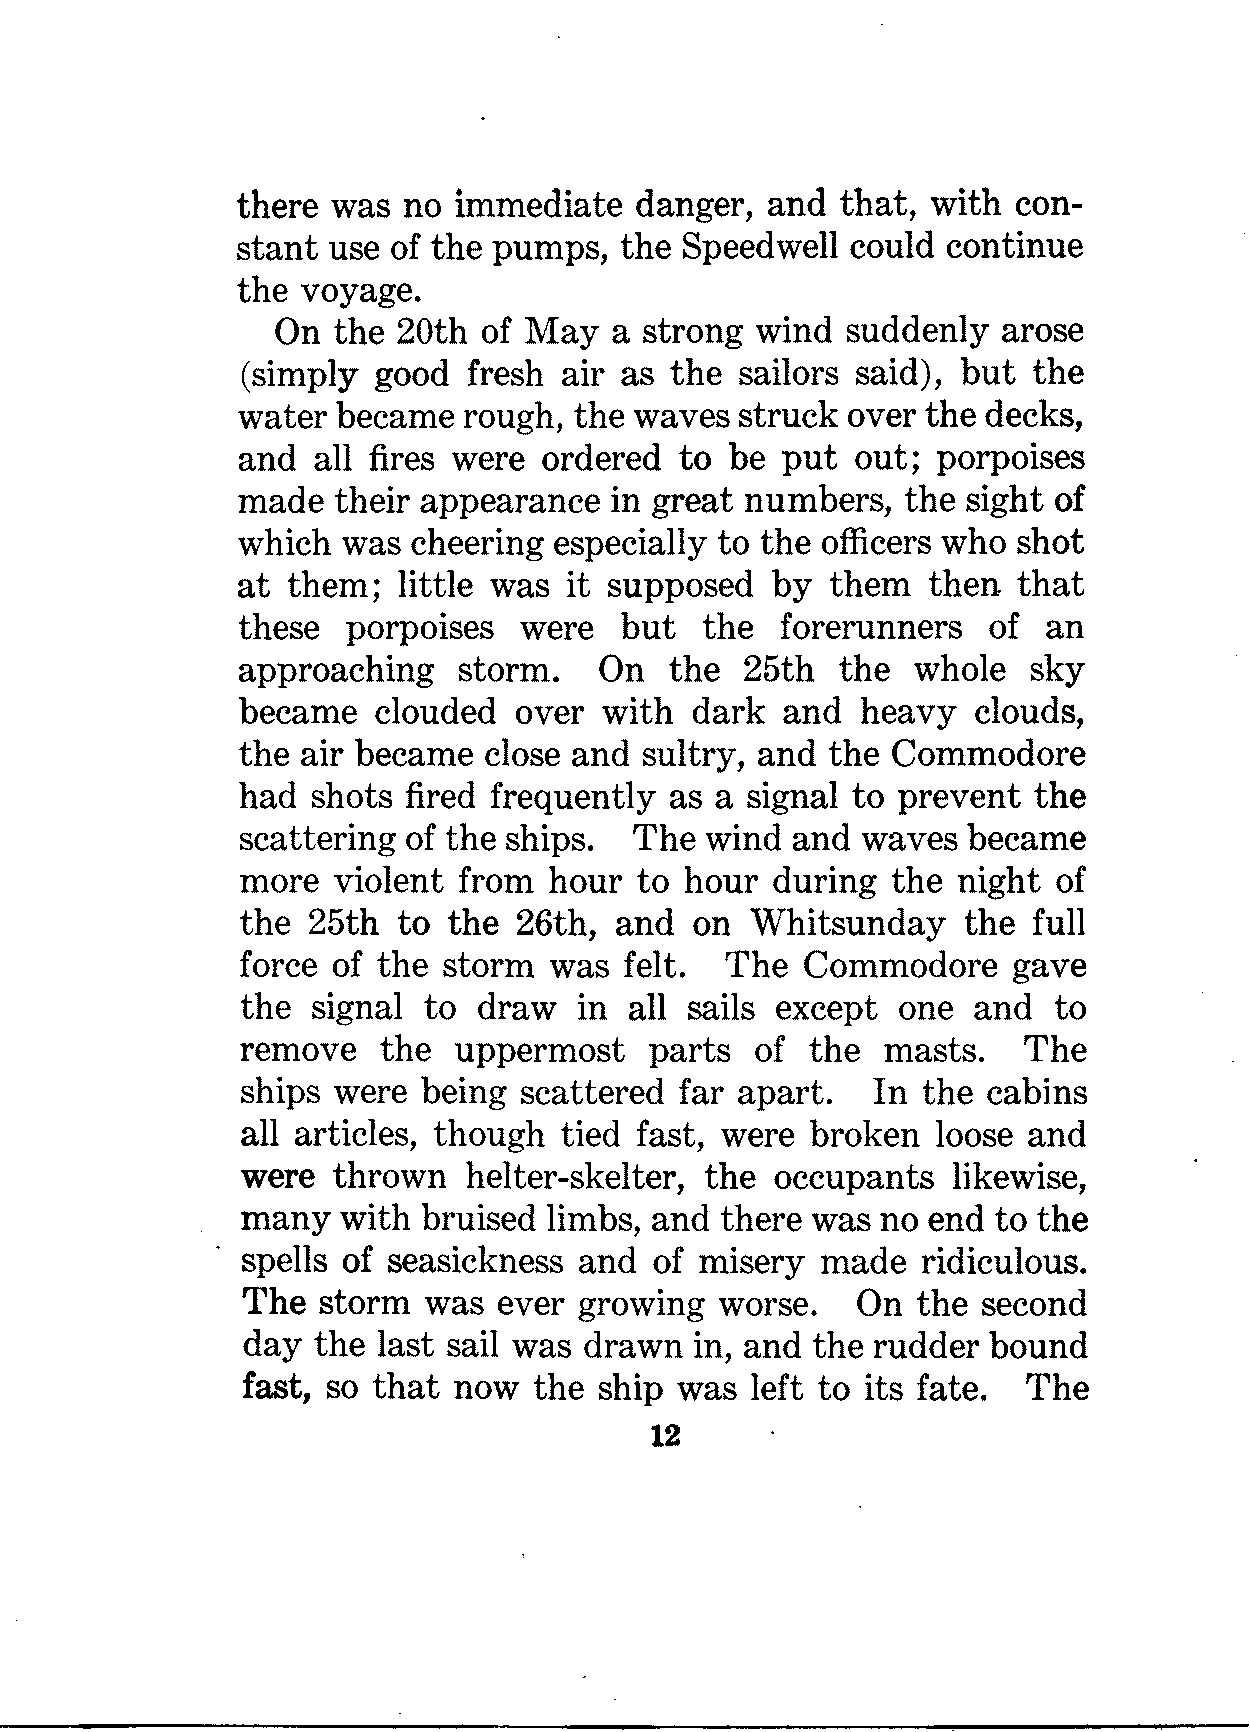 there was no immediate danger, and that, with con-
stant use of the pumps, the Speedwell could continue
the voyage.
On the 20th of May a strong wind suddenly arose
(simply good fresh air as the sailors said), but the
water became rough, the waves struck over the decks,
and all fires were ordered to be put out; porpoises
made their appearance in great numbers, the sight of
which was cheering especially to the officers who shot
at them; little was it supposed by them then that
these porpoises were but the forerunners of an
approaching storm. On the 25th the whole sky
became clouded over with dark and heavy clouds,
the air became close and sultry, and the Commodore
had shots fired frequently as a signal to prevent the
scattering of the ships. The wind and waves became
more violent from hour to hour during the night of
the 25th to the 26th, and on Whitsunday the full
force of the storm was felt. The Commodore gave
the signal to draw in all sails except one and to
remove the uppermost parts of the masts. The
ships were being scattered far apart. In the cabins
all articles, though tied fast, were broken loose and
were thrown helter-skelter, the occupants likewise,
many with bruised limbs, and there was no end to the
spells of seasickness and of misery made ridiculous.
The storm was ever growing worse. On the second
day the last sail was drawn in, and the rudder bound
fast, so that now the ship was left to its fate. The
12